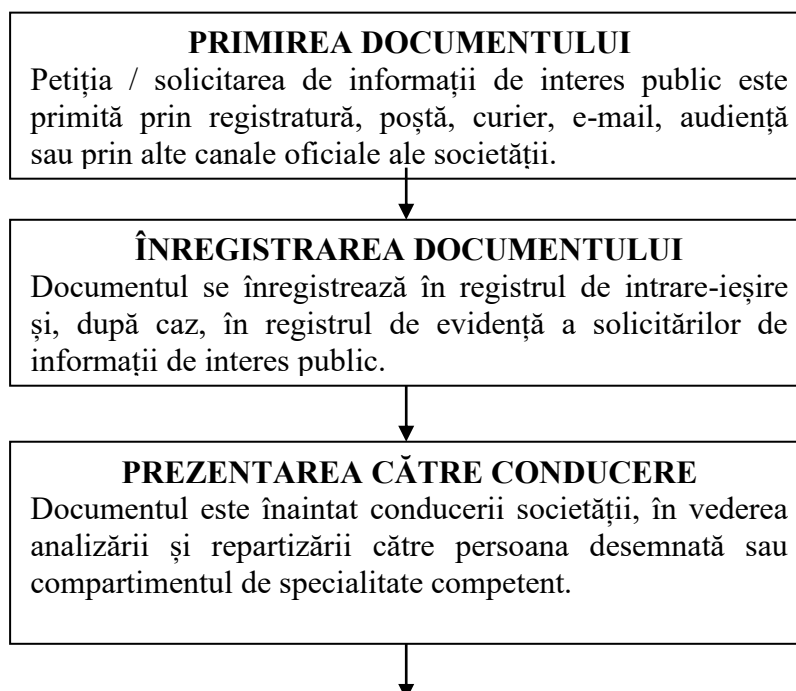 PRIMIREA DOCUMENTULUI
Petiția / solicitarea de informații de interes public este
primită prin registratură, poștă, curier, e-mail, audiență
sau prin alte canale oficiale ale societății.
ÎNREGISTRAREA DOCUMENTULUI
Documentul se înregistrează în registrul de intrare-ieșire
și, după caz, în registrul de evidență a solicitărilor de
informații de interes public.
PREZENTAREA CĂTRE CONDUCERE
Documentul este înaintat conducerii societății, în vederea
analizării și repartizării către persoana desemnată sau
compartimentul de specialitate competent.